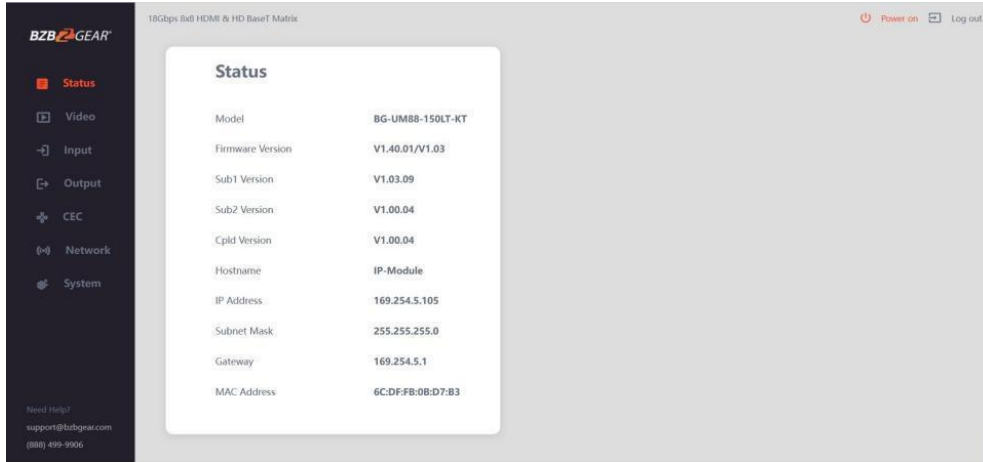 18Gbps 8x8 HDMI & HD BaseT Matrix
Power on
Log out
BZBGEAR
Status
Video
Input
Output
CEC
Network
System
Need Help?
support@bzbgear.com
(888) 499-9906
Status
Model BG-UM88-150LT-KT
Firmware Version V1.40.01/V1.03
Sub1 Version V1.03.09
Sub2 Version V1.00.04
Cpld Version V1.00.04
Hostname IP-Module
IP Address 169.254.5.105
Subnet Mask 255.255.255.0
Gateway 169.254.5.1
MAC Address 6C:DF:FB:0B:D7:B3